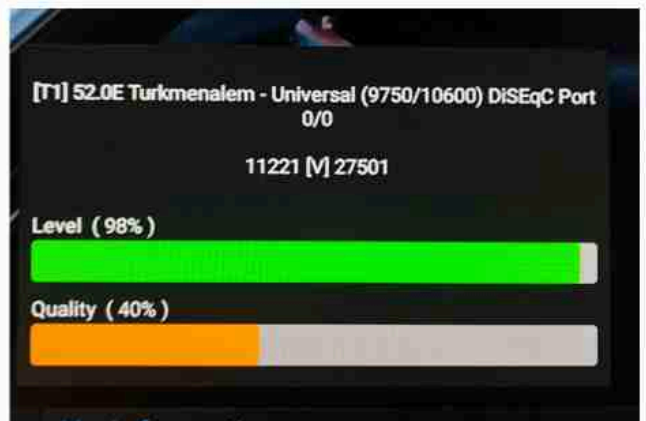 [T1] 52.0E Turkmenalem - Universal (9750/10600) DiSEqC Port
0/0
11221 [V] 27501
Level ( 98% )
Quality ( 40% )